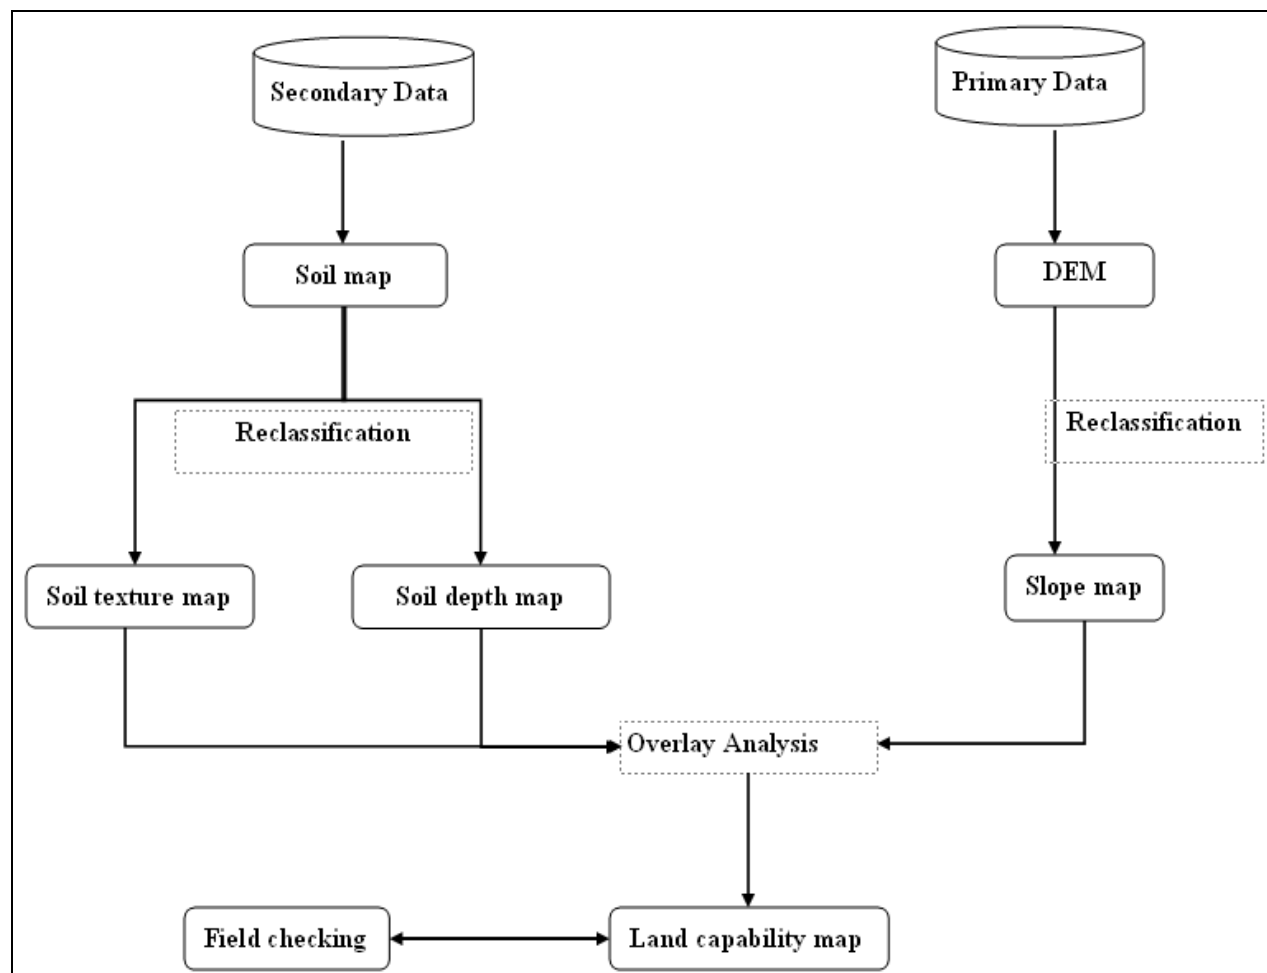 Secondary Data
Primary Data
Soil map
DEM
Reclassification
Reclassification
Soil texture map
Soil depth map
Slope map
Overlay Analysis
Field checking
Land capability map